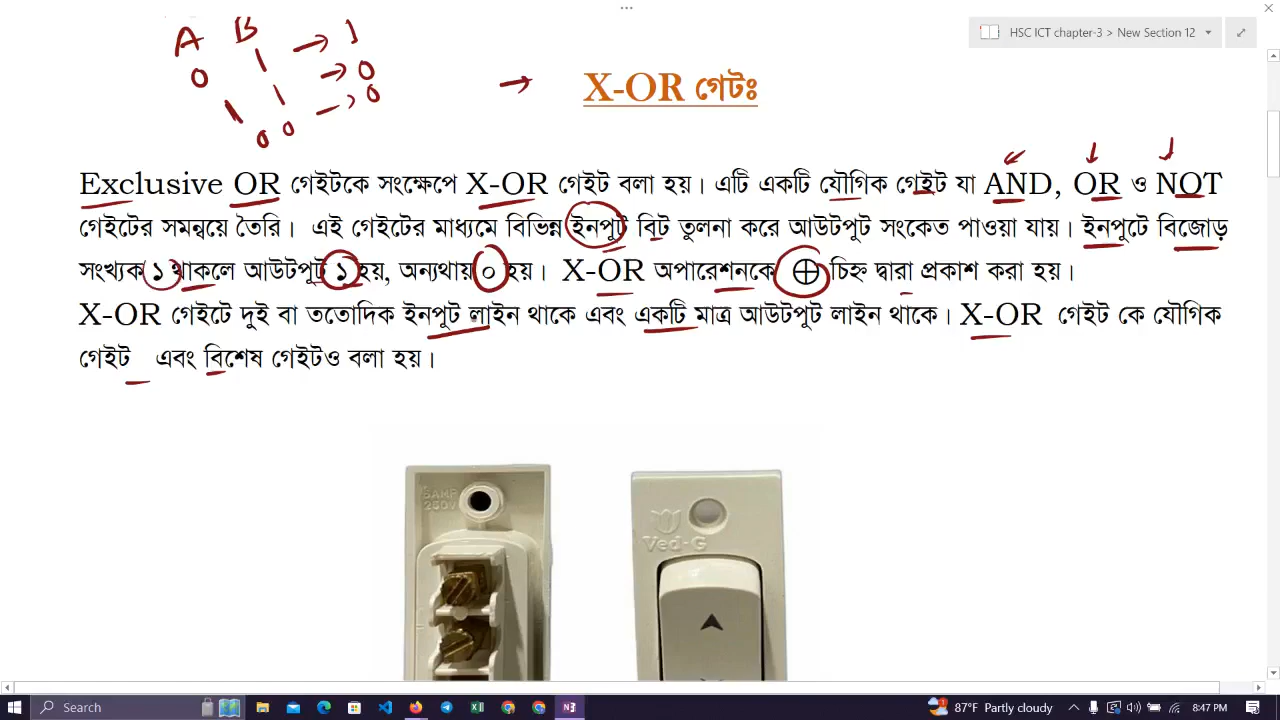 HSC ICT chapter-3 > New Section 12
A B → 1
0 1 → 0
1 1 → 0
0 0
→ X-OR গেটঃ
Exclusive OR গেইটকে সংক্ষেপে X-OR গেইট বলা হয়। এটি একটি যৌগিক গেইট যা AND, OR ও NOT
গেইটের সমন্বয়ে তৈরি। এই গেইটের মাধ্যমে বিভিন্ন ইনপুট বিট তুলনা করে আউটপুট সংকেত পাওয়া যায়। ইনপুটে বিজোড়
সংখ্যক ১ থাকলে আউটপুট ১ হয়, অন্যথায় ০ হয়। X-OR অপারেশনকে ⊕ চিহ্ন দ্বারা প্রকাশ করা হয়।
X-OR গেইটে দুই বা ততোদিক ইনপুট লাইন থাকে এবং একটি মাত্র আউটপুট লাইন থাকে। X-OR গেইট কে যৌগিক
গেইট এবং বিশেষ গেইটও বলা হয়।
5AMP
250V
Ved-G
Search
87°F Partly cloudy
8:47 PM